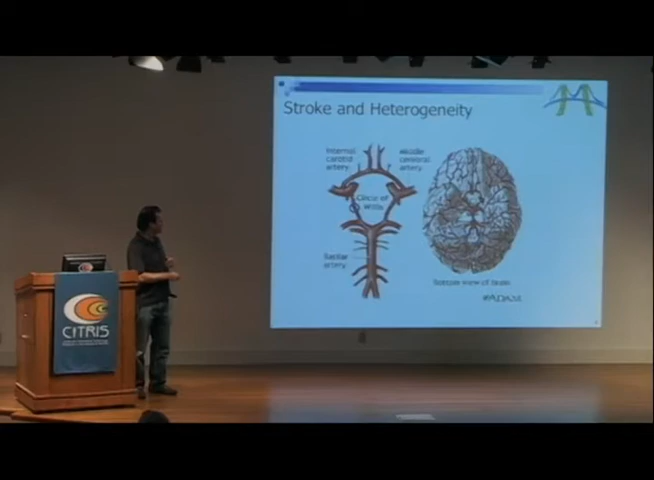 Stroke and Heterogeneity
Internal
carotid
artery
Middle
cerebral
artery
Circle of
Willis
Basilar
artery
Bottom view of brain
ADAM.
CITRIS